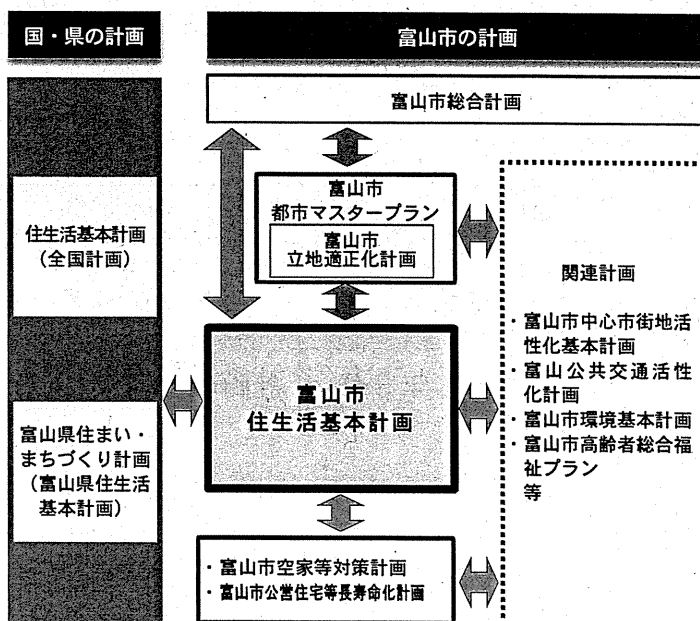 国・県の計画
富山市の計画
富山市総合計画
住生活基本計画
(全国計画)
富山県住まい・
まちづくり計画
(富山県住生活
基本計画)
富山市
都市マスタープラン
富山市
立地適正化計画
富山市
住生活基本計画
・富山市空家等対策計画
・富山市公営住宅等長寿命化計画
関連計画
・富山市中心市街地活
性化基本計画
・富山公共交通活性
化計画
・富山市環境基本計画
・富山市高齢者総合福
祉プラン
等